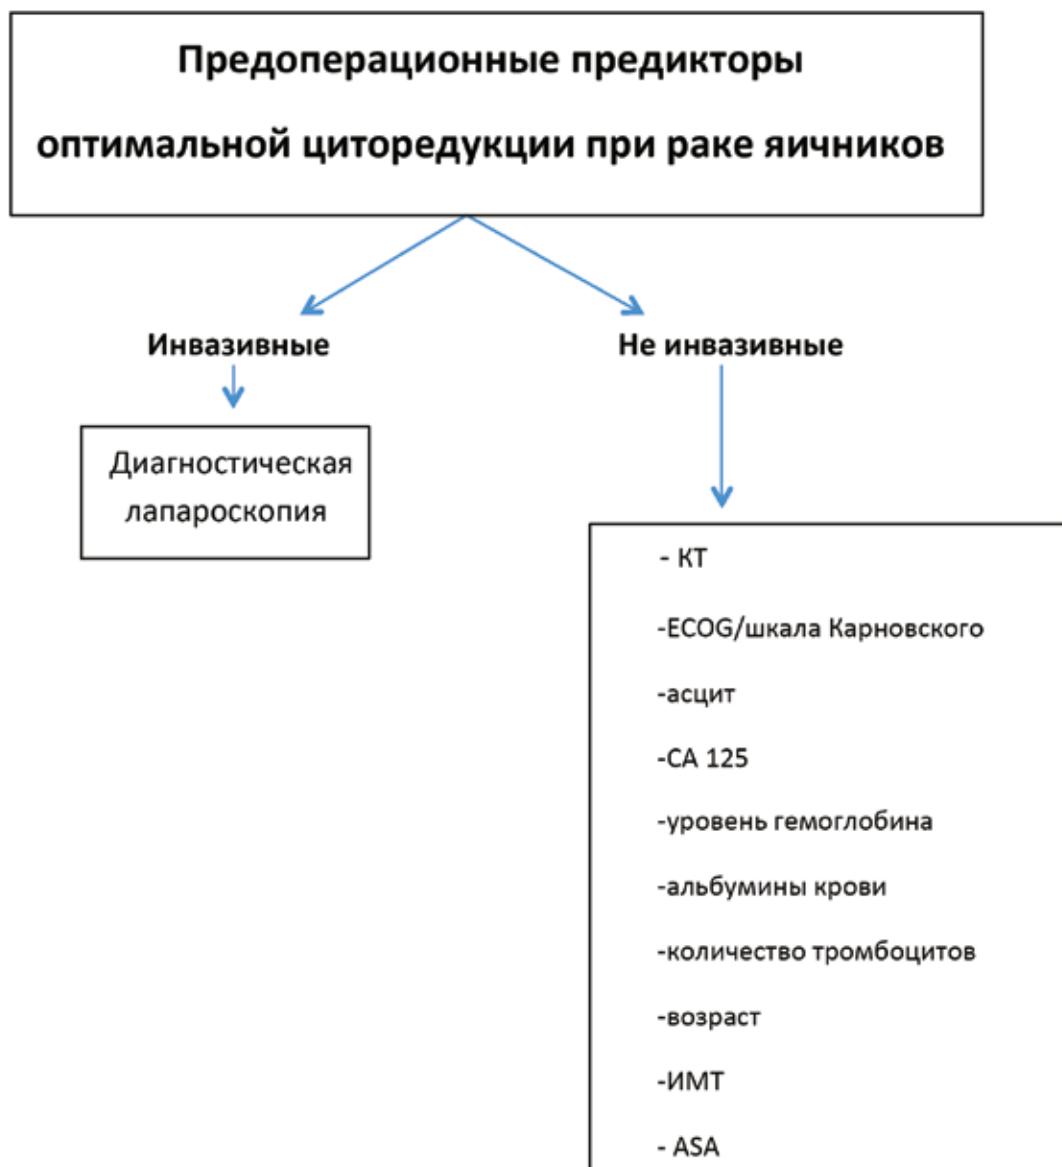 Предоперационные предикторы
оптимальной циторедукции при раке яичников
Инвазивные
Не инвазивные
Диагностическая
лапароскопия
- КТ
-ECOG/шкала Карновского
-асцит
-СА 125
-уровень гемоглобина
-альбумины крови
-количество тромбоцитов
-возраст
-ИМТ
- ASA